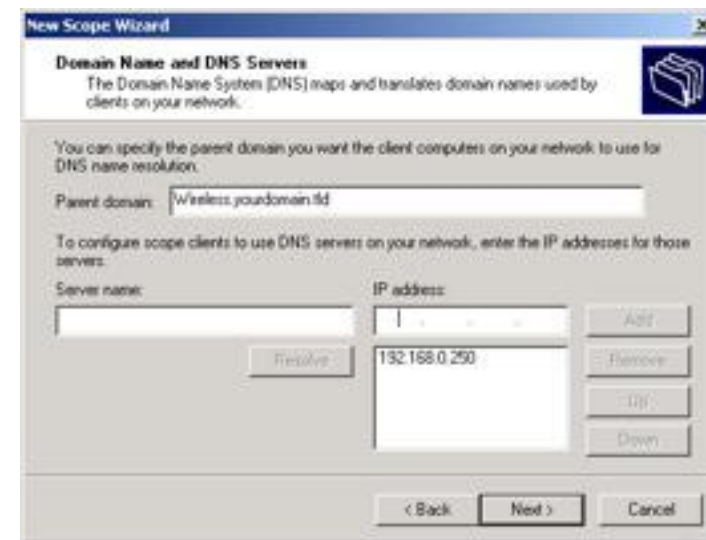 New Scope Wizard
Domain Name and DNS Servers
The Domain Name System (DNS) maps and translates domain names used by
clients on your network.
You can specify the parent domain you want the client computers on your network to use for
DNS name resolution.
Parent domain: Wireless.yourdomain.tld
To configure scope clients to use DNS servers on your network, enter the IP addresses for those
servers.
Server name: IP address:
Add
Resolve 192.168.0.250 Remove
Up
Down
< Back Next > Cancel